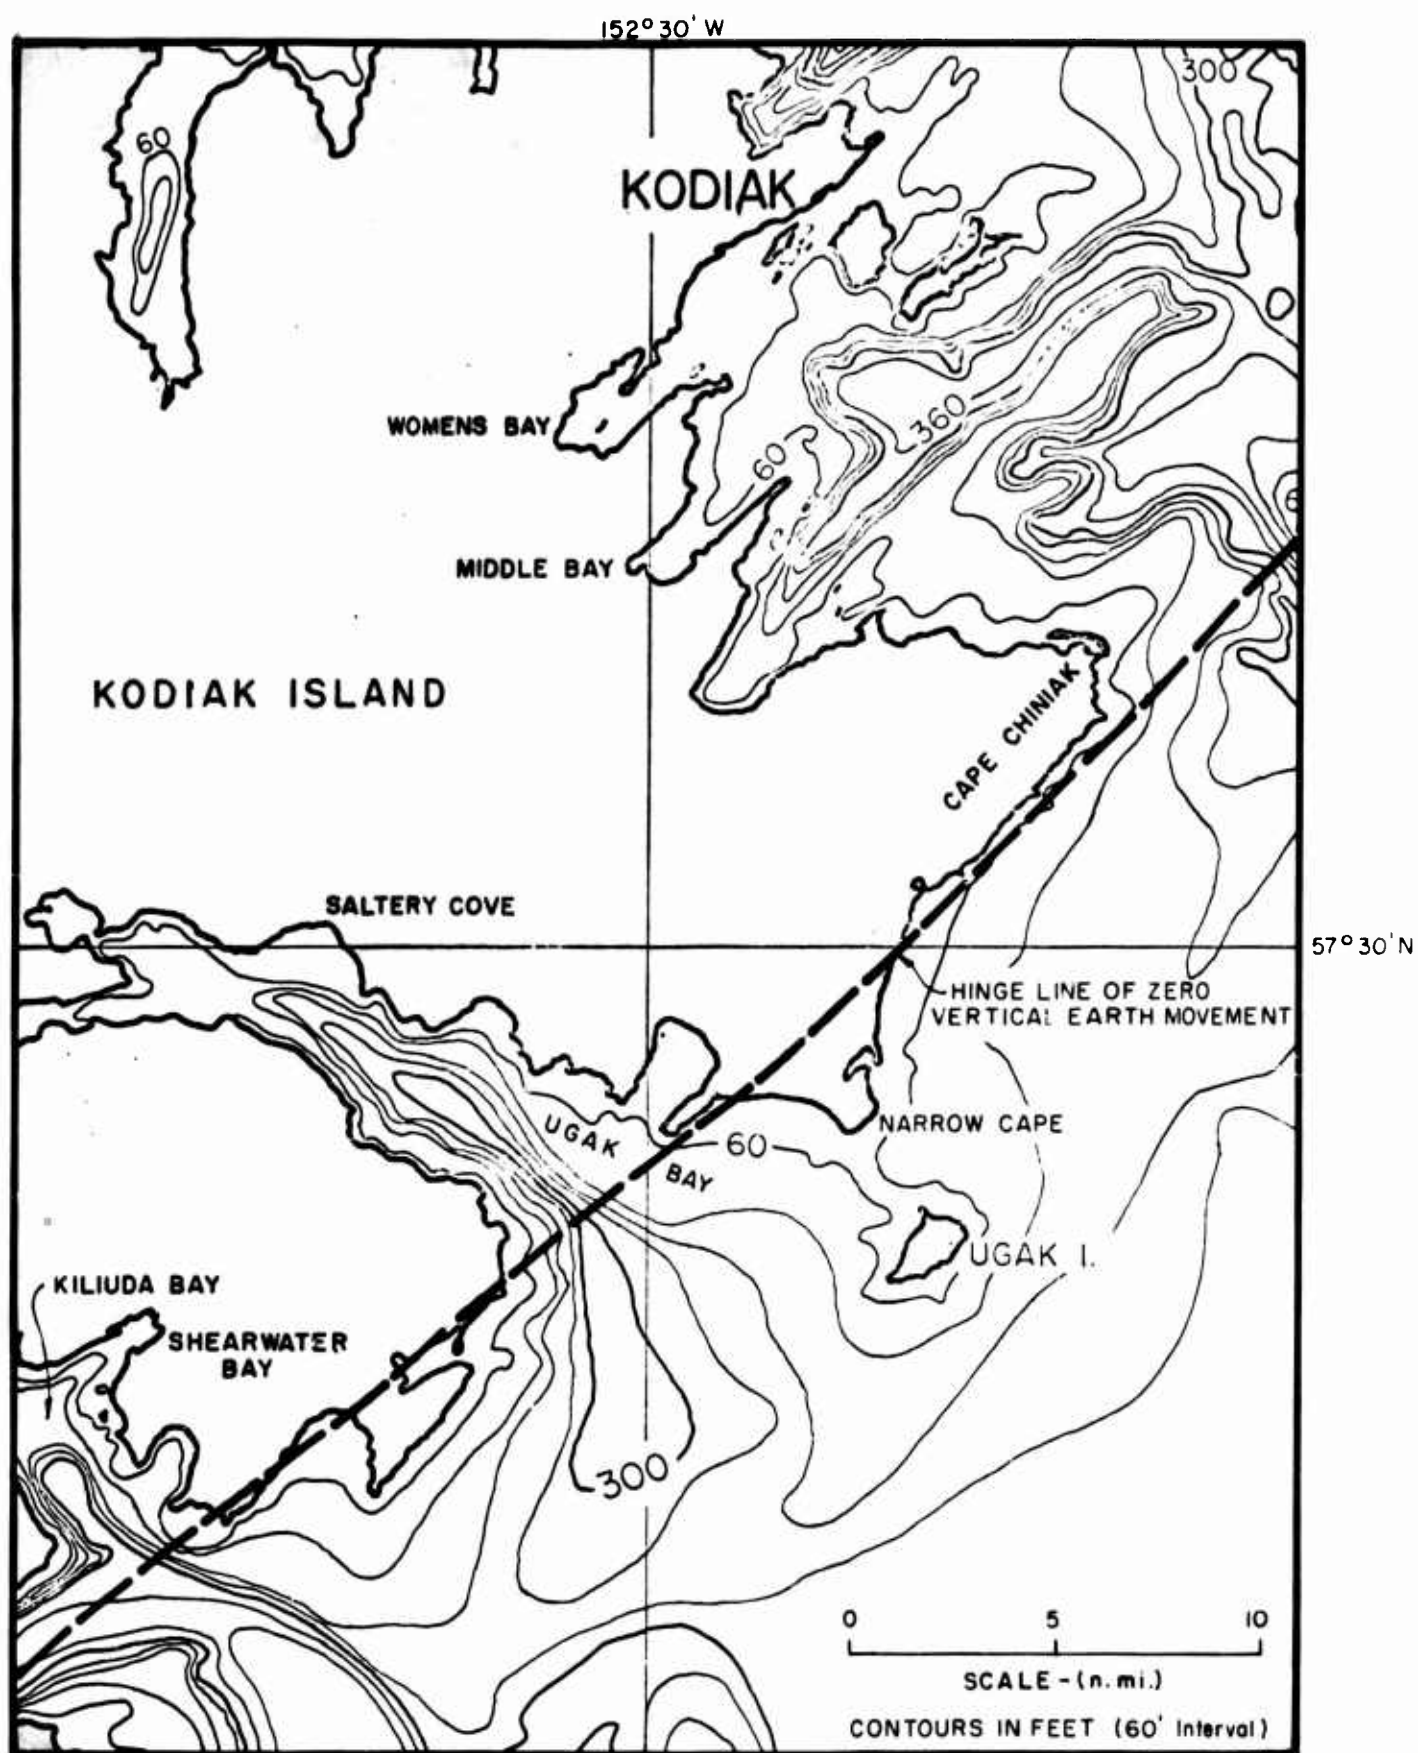 152°30'W
300
60
KODIAK
WOMENS BAY
360
60
MIDDLE BAY
KODIAK ISLAND
CAPE CHINIAK
SALTERY COVE
57°30'N
HINGE LINE OF ZERO
VERTICAL EARTH MOVEMENT
NARROW CAPE
UGAK
BAY
60
UGAK I.
KILIUDA BAY
SHEARWATER
BAY
300
0 5 10
SCALE - (n.mi.)
CONTOURS IN FEET (60' Interval)